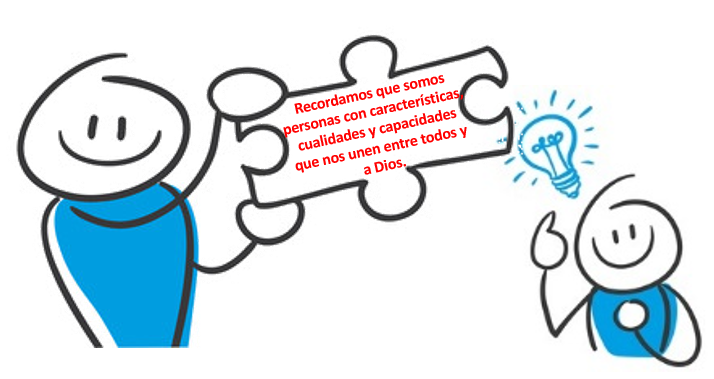 Recordamos que somos
personas con características,
cualidades y capacidades
que nos unen entre todos y
a Dios.